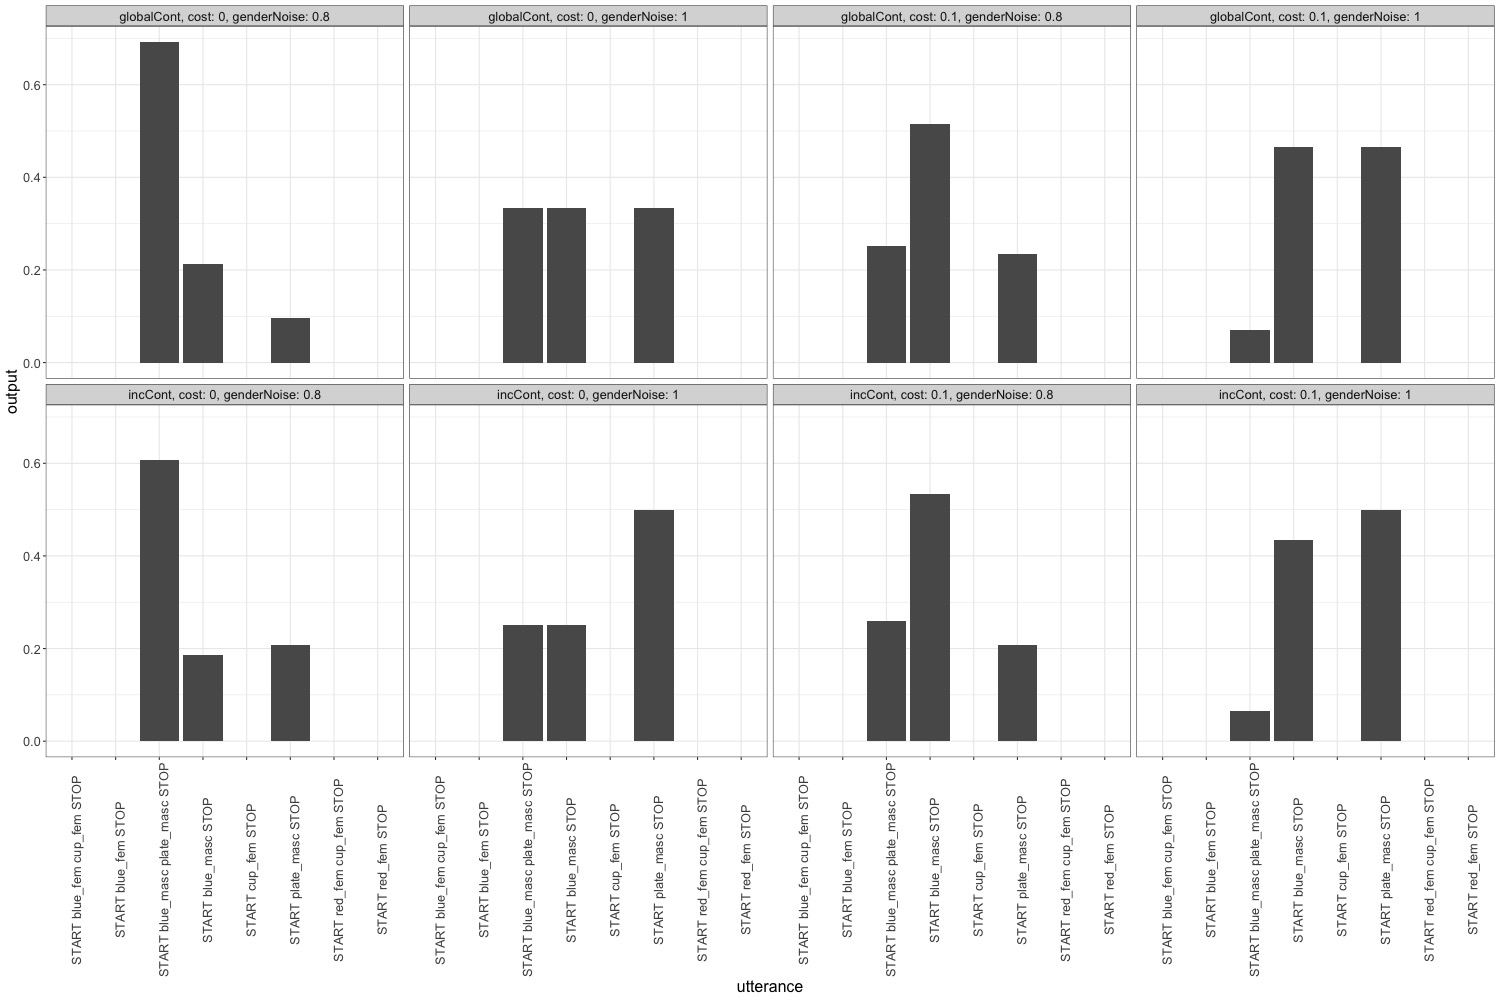 globalCont, cost: 0, genderNoise: 0.8
globalCont, cost: 0, genderNoise: 1
globalCont, cost: 0.1, genderNoise: 0.8
globalCont, cost: 0.1, genderNoise: 1
0.6
0.4
0.2
0.0
output
incCont, cost: 0, genderNoise: 0.8
incCont, cost: 0, genderNoise: 1
incCont, cost: 0.1, genderNoise: 0.8
incCont, cost: 0.1, genderNoise: 1
0.6
0.4
0.2
0.0
START blue_fem cup_fem STOP
START blue_fem STOP
START blue_masc plate_masc STOP
START blue_masc STOP
START cup_fem STOP
START plate_masc STOP
START red_fem cup_fem STOP
START red_fem STOP
START blue_fem cup_fem STOP
START blue_fem STOP
START blue_masc plate_masc STOP
START blue_masc STOP
START cup_fem STOP
START plate_masc STOP
START red_fem cup_fem STOP
START red_fem STOP
START blue_fem cup_fem STOP
START blue_fem STOP
START blue_masc plate_masc STOP
START blue_masc STOP
START cup_fem STOP
START plate_masc STOP
START red_fem cup_fem STOP
START red_fem STOP
START blue_fem cup_fem STOP
START blue_fem STOP
START blue_masc plate_masc STOP
START blue_masc STOP
START cup_fem STOP
START plate_masc STOP
START red_fem cup_fem STOP
START red_fem STOP
utterance